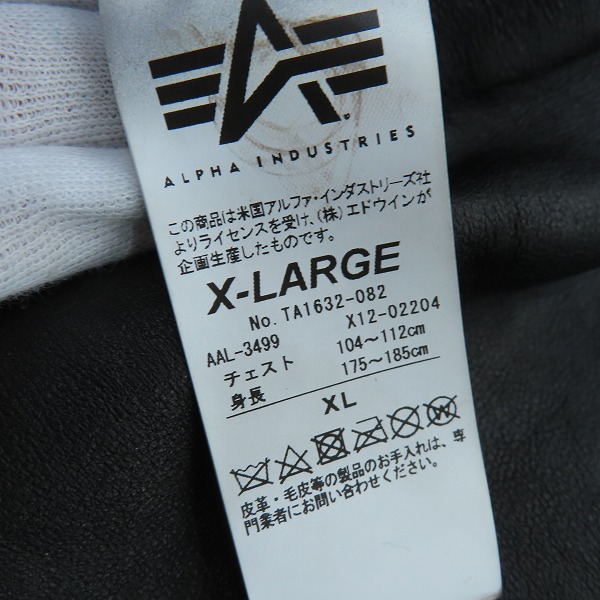 ALPHA INDUSTRIES
この商品は米国アルファ・インダストリーズ社
よりライセンスを受け、(株)エドウインが
企画生産したものです。
X-LARGE
No. TA1632-082
AAL-3499 X12-02204
チェスト 104〜112cm
身長 175〜185cm
XL
皮革・毛皮等の製品のお手入れは、専
門業者にお問い合わせください。